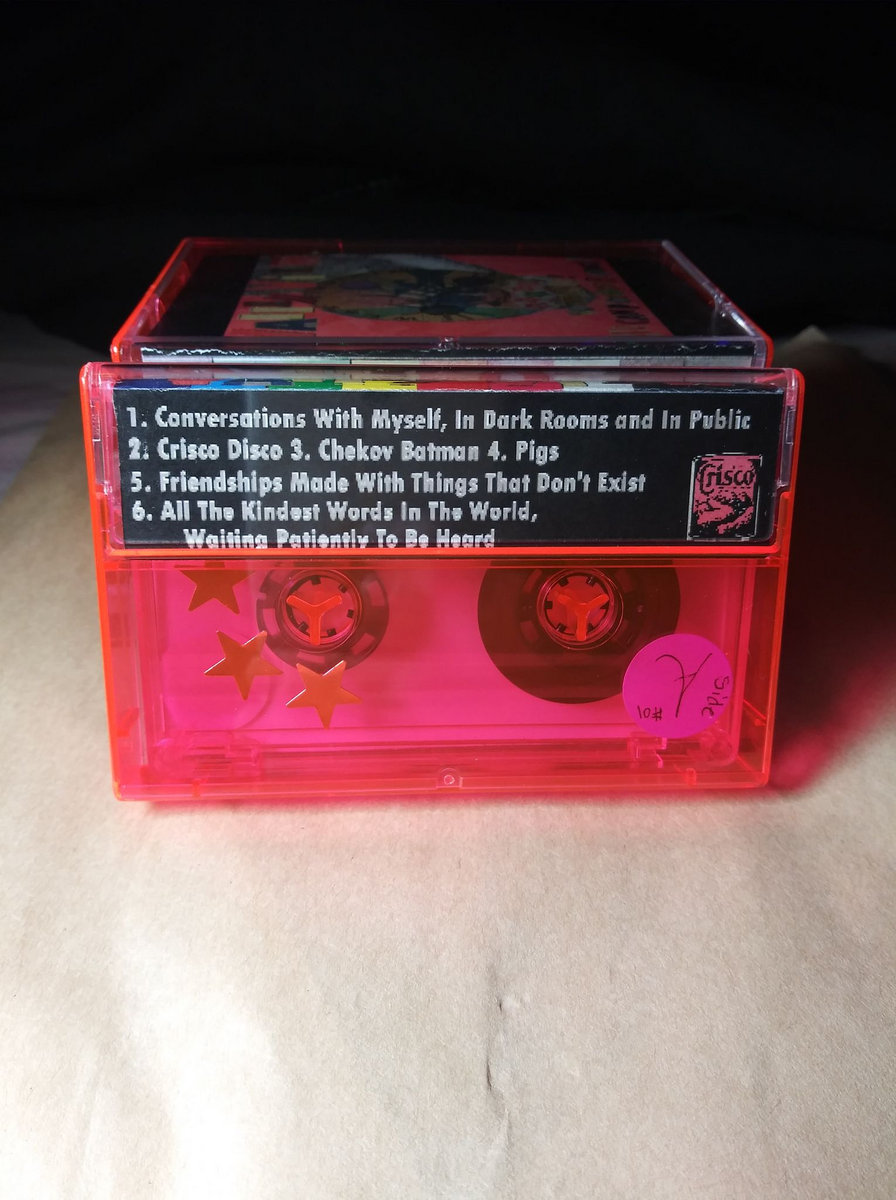 1. Conversations With Myself, In Dark Rooms and In Public
2. Crisco Disco 3. Chekov Batman 4. Pigs
5. Friendships Made With Things That Don't Exist
6. All The Kindest Words In The World,
Waiting Patiently To Be Heard
Crisco
Side
A
#01